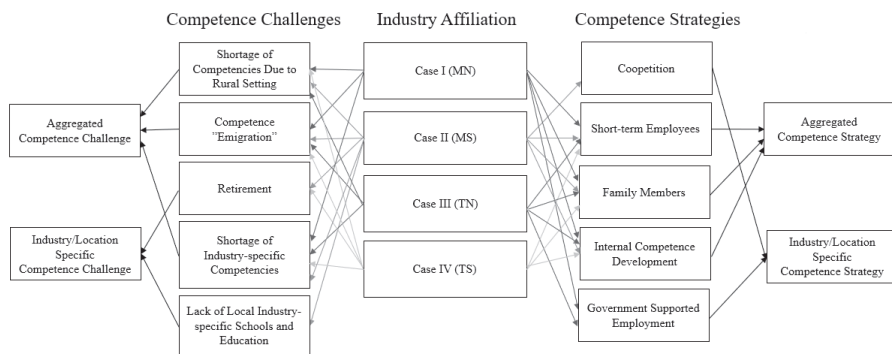 Competence Challenges
Industry Affiliation
Competence Strategies
Shortage of
Competencies Due to
Rural Setting
Competence
"Emigration"
Retirement
Shortage of
Industry-specific
Competencies
Lack of Local Industry-
specific Schools and
Education
Aggregated
Competence Challenge
Industry/Location
Specific
Competence Challenge
Case I (MN)
Case II (MS)
Case III (TN)
Case IV (TS)
Coopetition
Short-term Employees
Family Members
Internal Competence
Development
Government Supported
Employment
Aggregated
Competence Strategy
Industry/Location
Specific
Competence Strategy